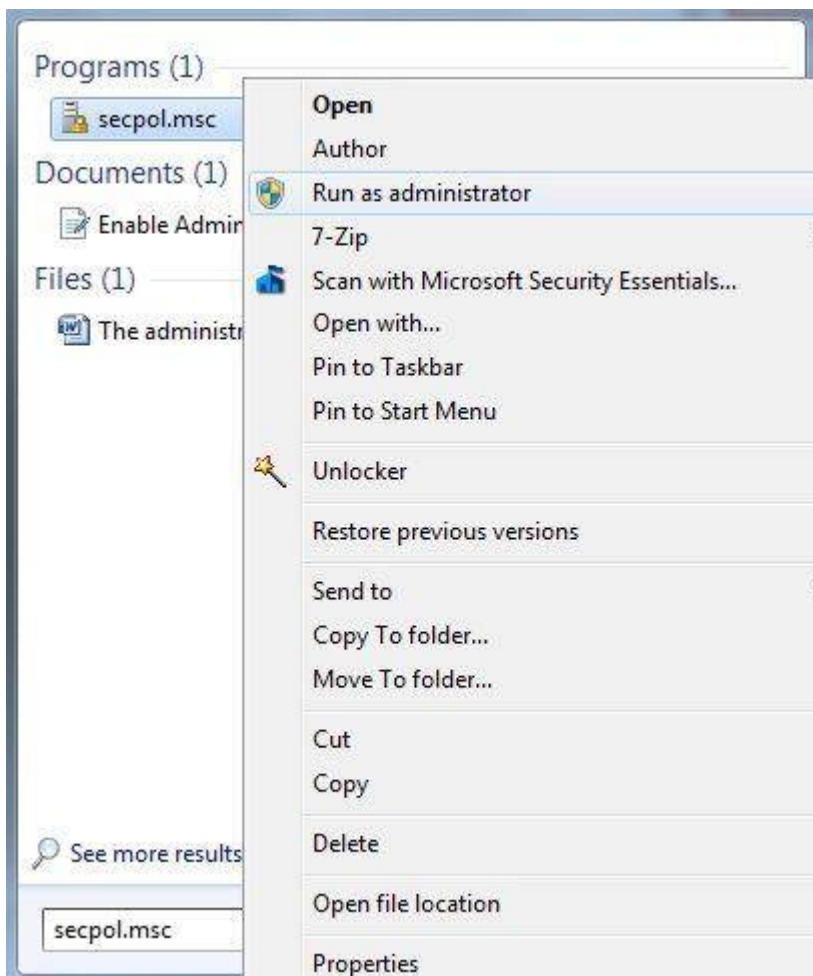 Programs (1)
secpol.msc
Documents (1)
Enable Admin
Files (1)
The administr
See more results
secpol.msc
Open
Author
Run as administrator
7-Zip
Scan with Microsoft Security Essentials...
Open with...
Pin to Taskbar
Pin to Start Menu
Unlocker
Restore previous versions
Send to
Copy To folder...
Move To folder...
Cut
Copy
Delete
Open file location
Properties